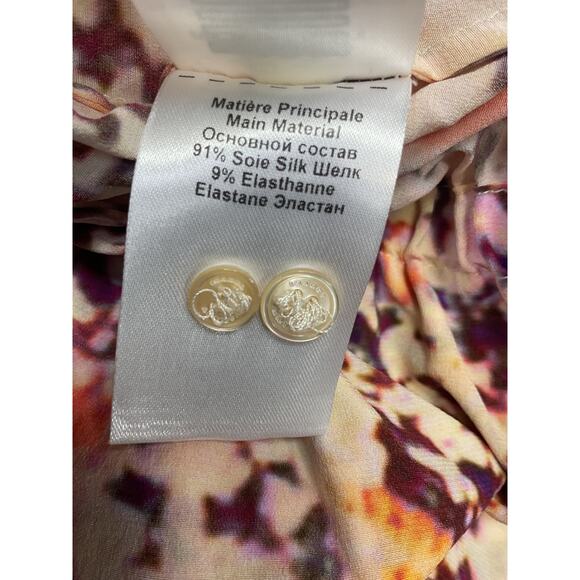 Matière Principale
Main Material
Основной состав
91% Soie Silk Шелк
9% Elasthanne
Elastane Эластан